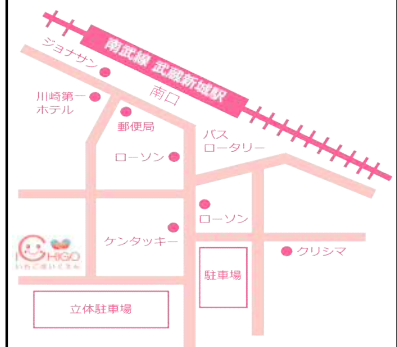 南武線 武蔵新城駅
ジョナサン
南口
川崎第一
ホテル
郵便局
バス
ロータリー
ローソン
ローソン
ケンタッキー
クリシマ
ICHIGO
駐車場
立体駐車場